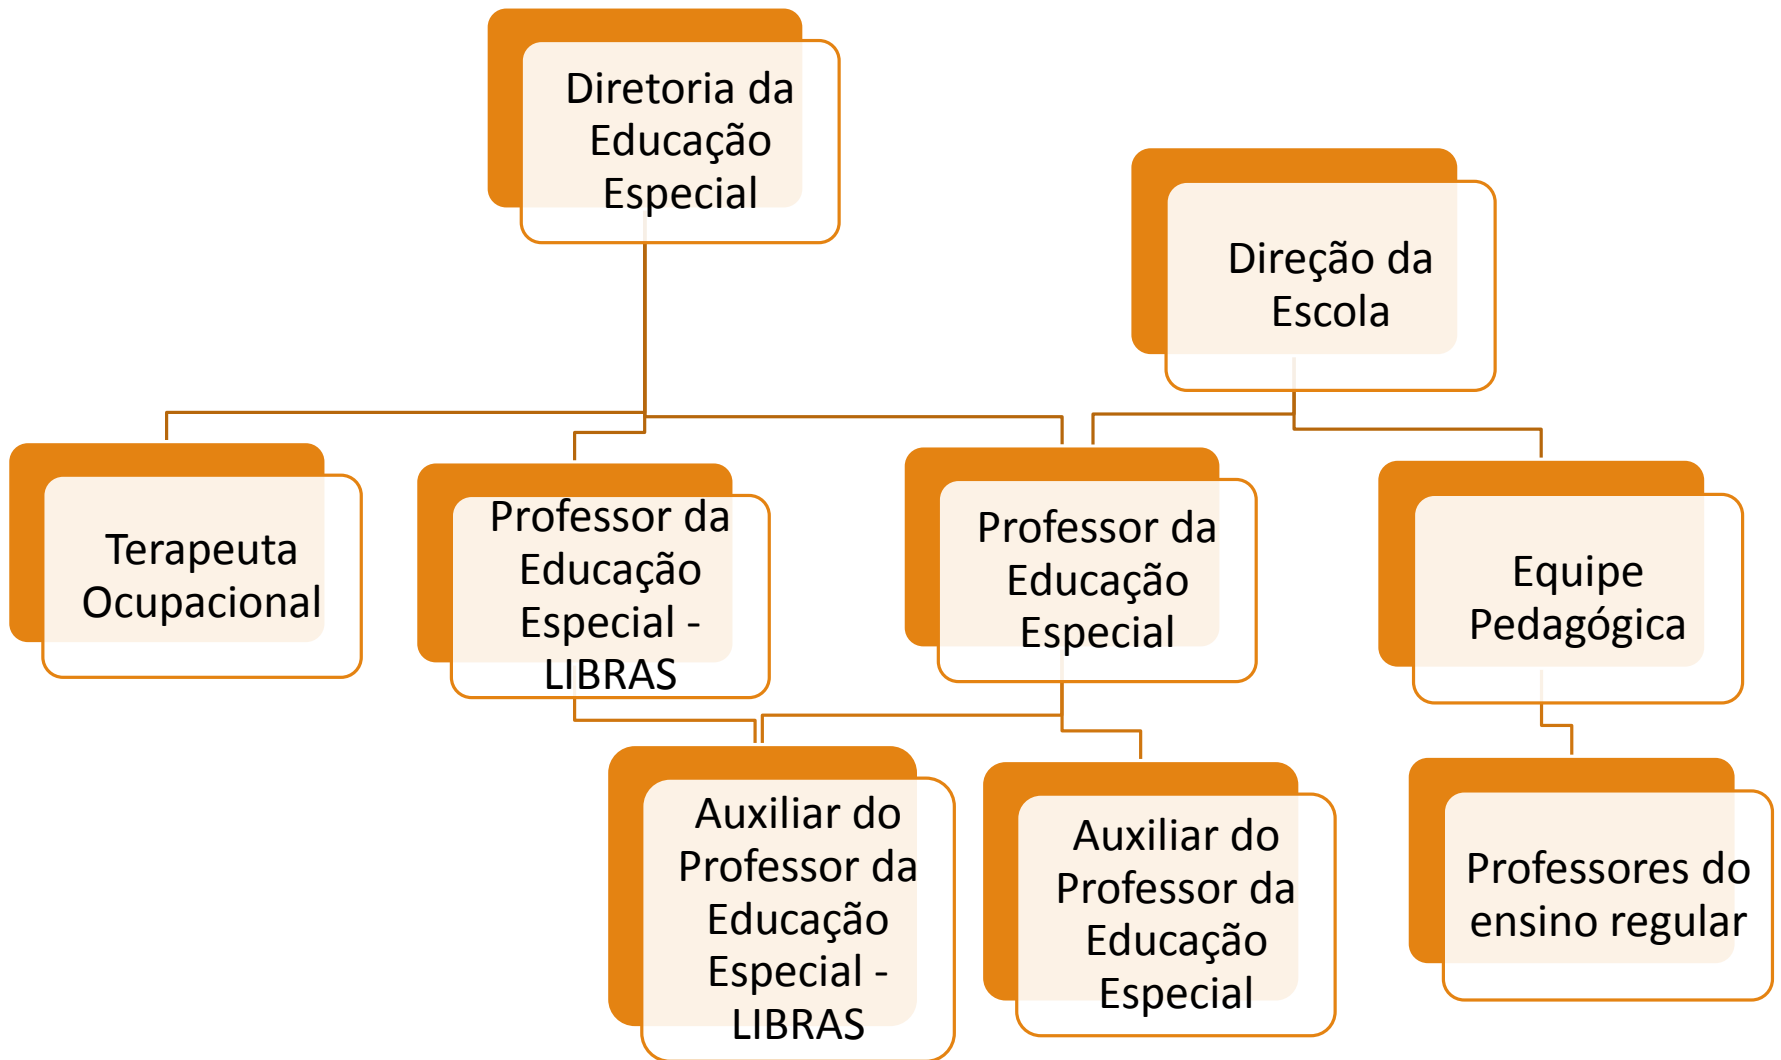 Diretoria da
Educação
Especial
Direção da
Escola
Terapeuta
Ocupacional
Professor da
Educação
Especial -
LIBRAS
Professor da
Educação
Especial
Equipe
Pedagógica
Auxiliar do
Professor da
Educação
Especial -
LIBRAS
Auxiliar do
Professor da
Educação
Especial
Professores do
ensino regular